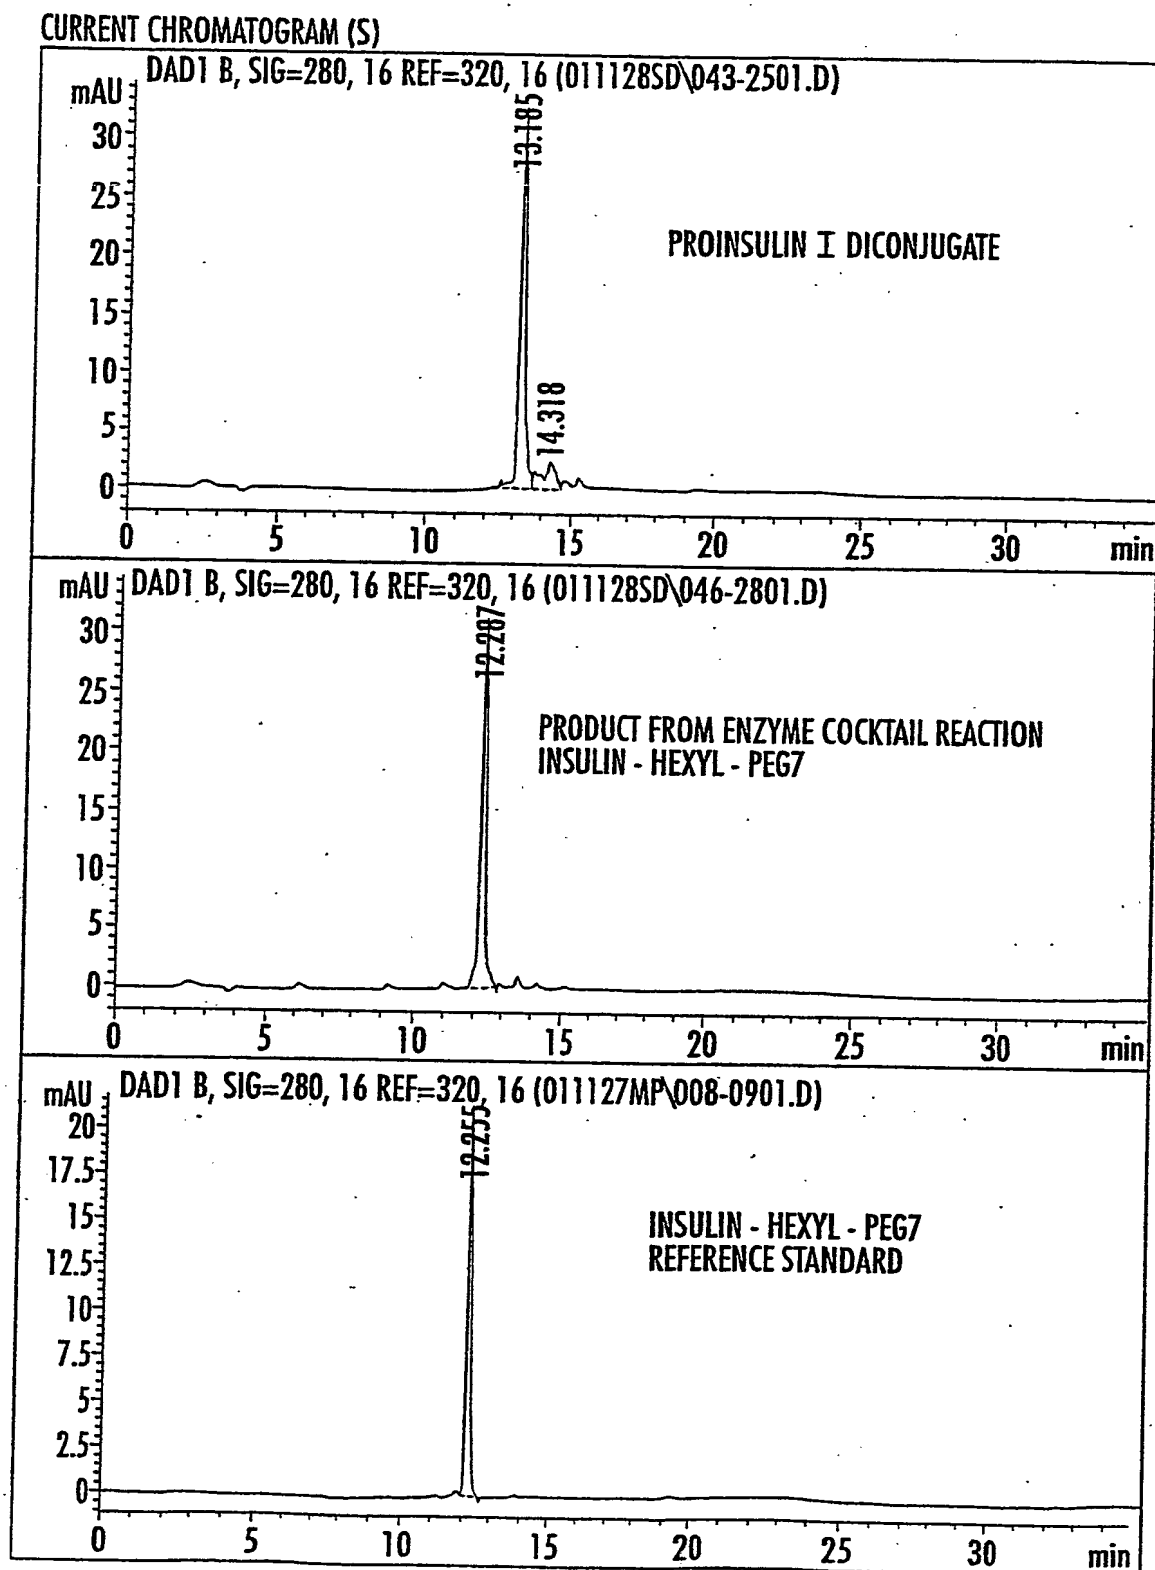 CURRENT CHROMATOGRAM (S)
DAD1 B, SIG=280, 16 REF=320, 16 (011128SD\043-2501.D)
mAU
30
25
20
15
10
5
0
13.185
14.318
PROINSULIN I DICONJUGATE
0 5 10 15 20 25 30 min
mAU
DAD1 B, SIG=280, 16 REF=320, 16 (011128SD\046-2801.D)
30
25
20
15
10
5
0
12.287
PRODUCT FROM ENZYME COCKTAIL REACTION
INSULIN - HEXYL - PEG7
0 5 10 15 20 25 30 min
mAU
DAD1 B, SIG=280, 16 REF=320, 16 (011127MP\008-0901.D)
20
17.5
15
12.5
10
7.5
5
2.5
0
12.255
INSULIN - HEXYL - PEG7
REFERENCE STANDARD
0 5 10 15 20 25 30 min